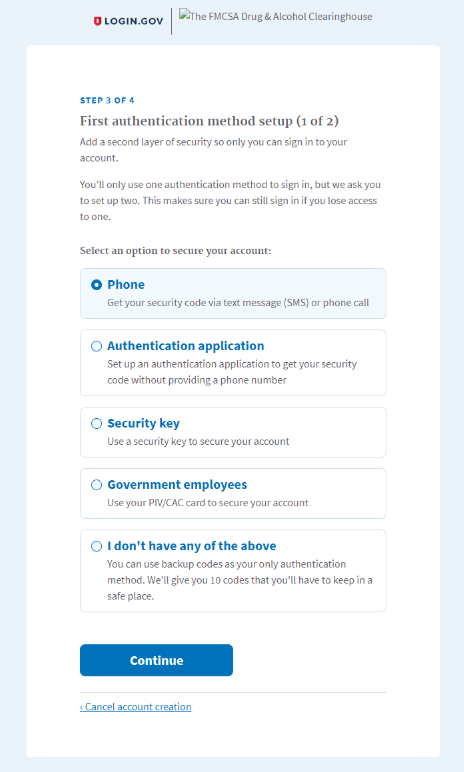 LOGIN.GOV The FMCSA Drug & Alcohol Clearinghouse
STEP 3 OF 4
First authentication method setup (1 of 2)
Add a second layer of security so only you can sign in to your
account.
You'll only use one authentication method to sign in, but we ask you
to set up two. This makes sure you can still sign in if you lose access
to one.
Select an option to secure your account:
Phone
Get your security code via text message (SMS) or phone call
Authentication application
Set up an authentication application to get your security
code without providing a phone number
Security key
Use a security key to secure your account
Government employees
Use your PIV/CAC card to secure your account
I don't have any of the above
You can use backup codes as your only authentication
method. We'll give you 10 codes that you'll have to keep in a
safe place.
Continue
‹ Cancel account creation